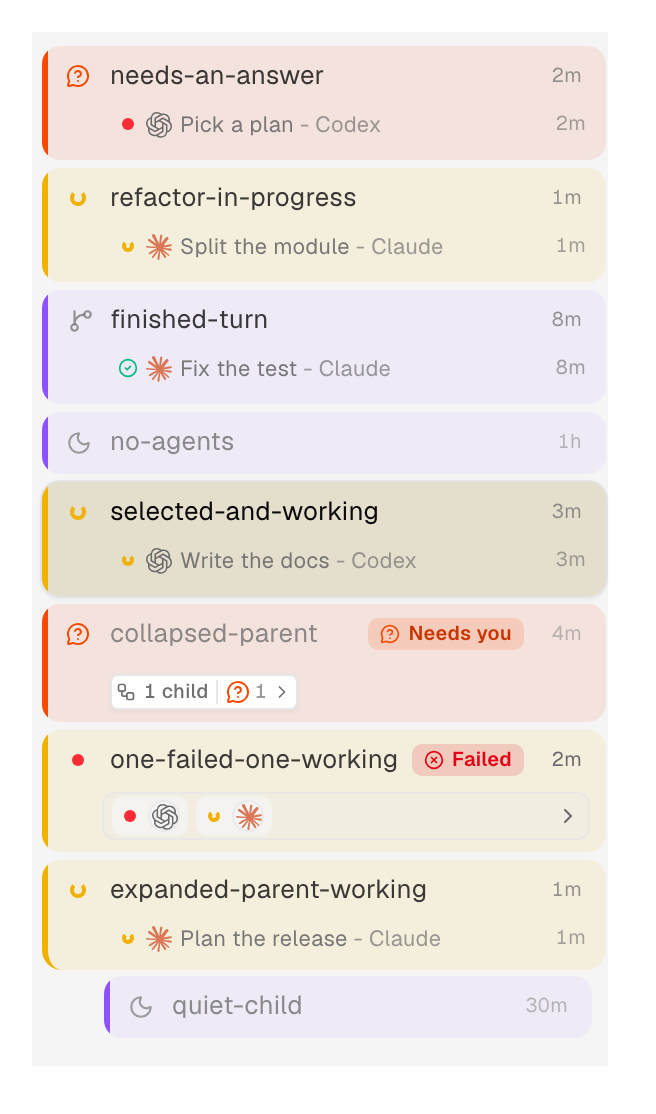 needs-an-answer 2m
Pick a plan - Codex 2m
refactor-in-progress 1m
Split the module - Claude 1m
finished-turn 8m
Fix the test - Claude 8m
no-agents 1h
selected-and-working 3m
Write the docs - Codex 3m
collapsed-parent Needs you 4m
1 child 1
one-failed-one-working Failed 2m
expanded-parent-working 1m
Plan the release - Claude 1m
quiet-child 30m